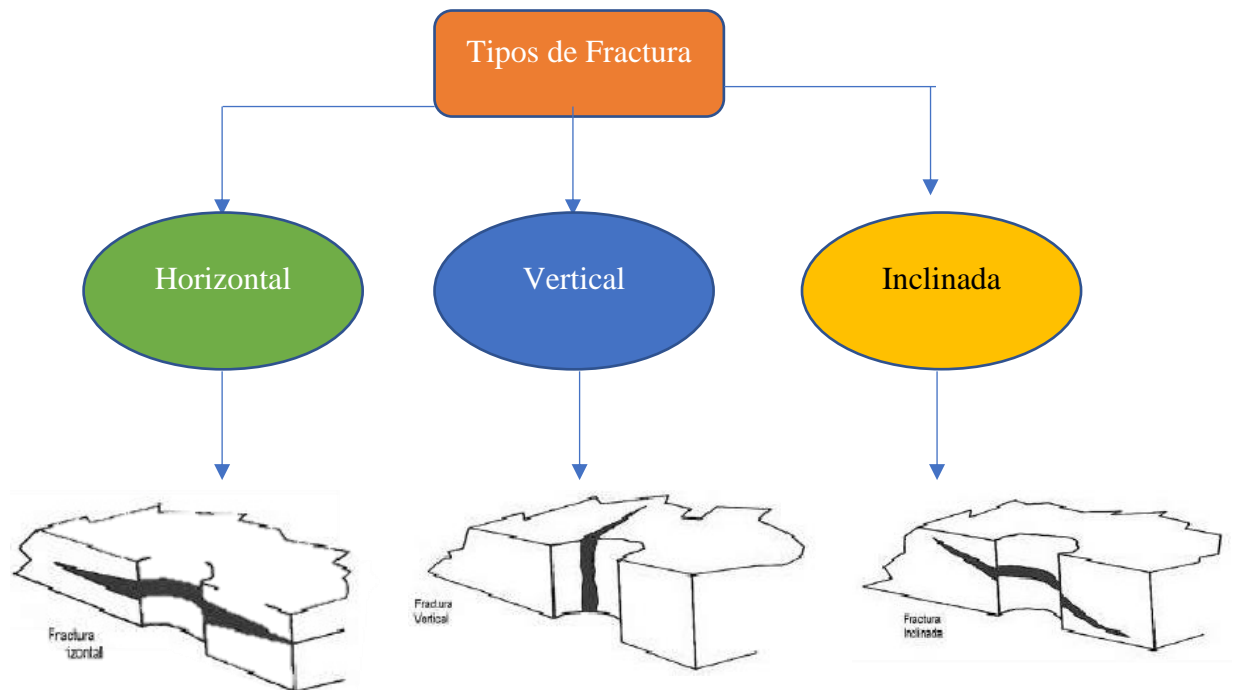 Tipos de Fractura
Horizontal
Vertical
Inclinada
Fractura
izontal
Fractura
Vertical
Fractura
Inclinada